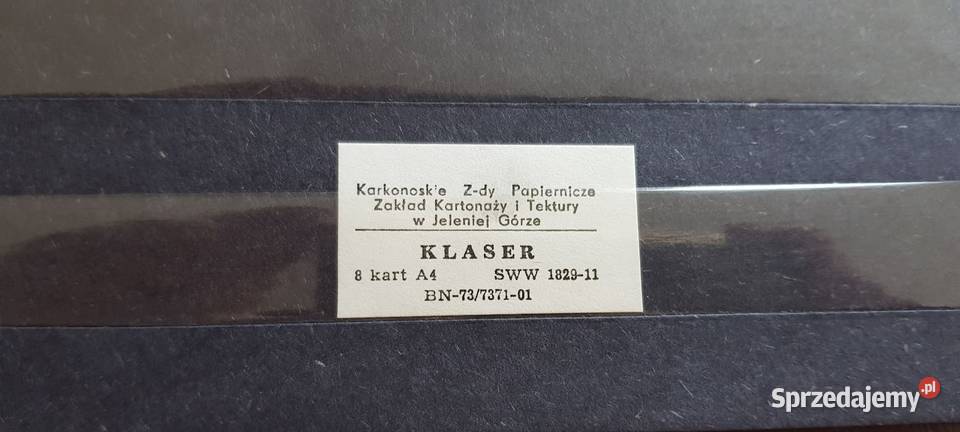 Karkonosk'e Z-dy Papiernicze
Zakład Kartonaży i Tektury
w Jeleniej Górze
KLASER
8 kart A4 SWW 1829-11
BN-73/7371-01
Sprzedajemy.pl